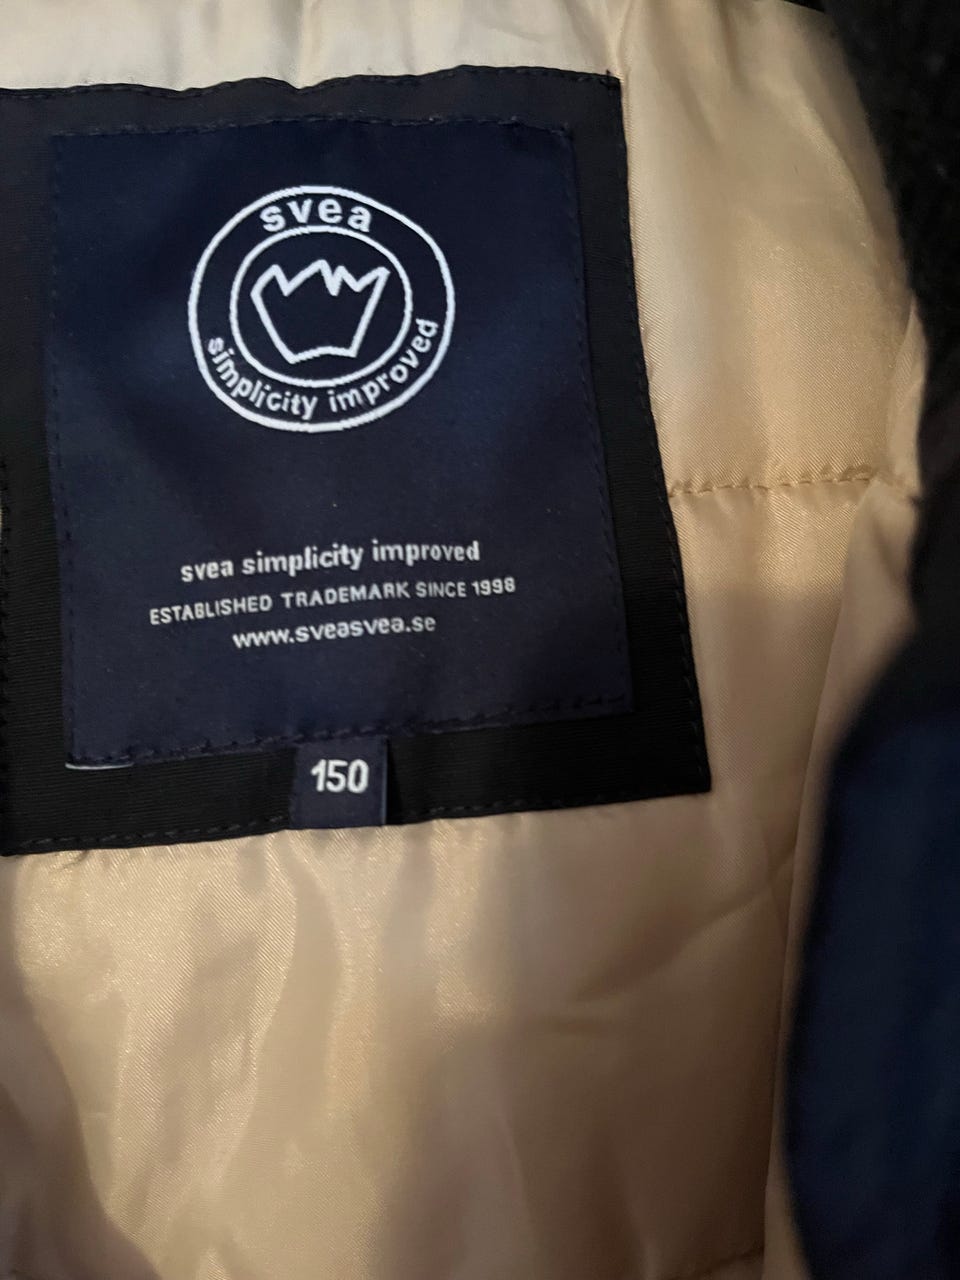 svea
simplicity improved
svea simplicity improved
ESTABLISHED TRADEMARK SINCE 1998
www.sveasvea.se
150